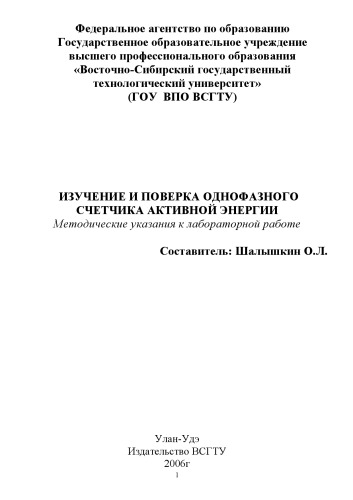 Федеральное агентство по образованию
Государственное образовательное учреждение
высшего профессионального образования
«Восточно-Сибирский государственный
технологический университет»
(ГОУ ВПО ВСГТУ)
ИЗУЧЕНИЕ И ПОВЕРКА ОДНОФАЗНОГО
СЧЕТЧИКА АКТИВНОЙ ЭНЕРГИИ
Методические указания к лабораторной работе
Составитель: Шалышкин О.Л.
Улан-Удэ
Издательство ВСГТУ
2006г
1